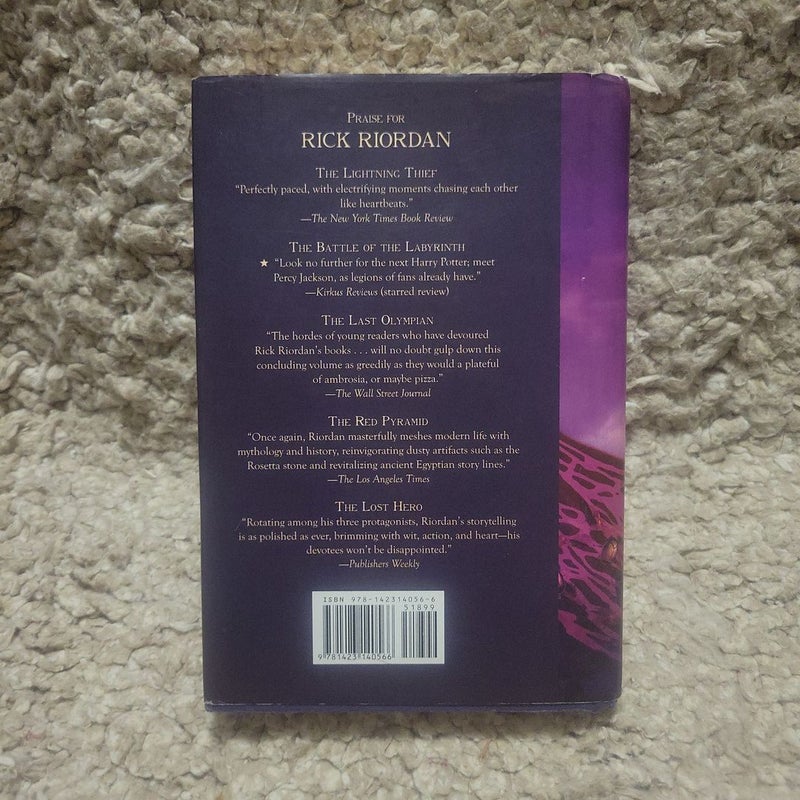 PRAISE FOR
RICK RIORDAN
THE LIGHTNING THIEF
“Perfectly paced, with electrifying moments chasing each other
like heartbeats.”
—The New York Times Book Review
THE BATTLE OF THE LABYRINTH
★ “Look no further for the next Harry Potter; meet
Percy Jackson, as legions of fans already have.”
—Kirkus Reviews (starred review)
THE LAST OLYMPIAN
“The hordes of young readers who have devoured
Rick Riordan’s books . . . will no doubt gulp down this
concluding volume as greedily as they would a plateful
of ambrosia, or maybe pizza.”
—The Wall Street Journal
THE RED PYRAMID
“Once again, Riordan masterfully meshes modern life with
mythology and history, reinvigorating dusty artifacts such as the
Rosetta stone and revitalizing ancient Egyptian story lines.”
—The Los Angeles Times
THE LOST HERO
“Rotating among his three protagonists, Riordan’s storytelling
is as polished as ever, brimming with wit, action, and heart—his
devotees won’t be disappointed.”
—Publishers Weekly
ISBN 978-142314056-6
51899
9 781423 140566